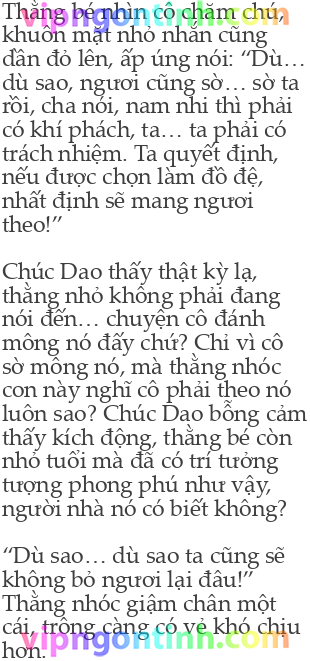 Thằng bé nhìn cô chăm chú,
vipngontinh.com
khuôn mặt nhỏ nhắn cũng
dần đỏ lên, ấp úng nói: “Dù…
dù sao, ngươi cũng sờ… sờ ta
rồi, cha nói, nam nhi thì phải
có khí phách, ta… ta phải có
trách nhiệm. Ta quyết định,
nếu được chọn làm đồ đệ,
nhất định sẽ mang ngươi
theo!”
Chúc Dao thấy thật kỳ lạ,
thằng nhỏ không phải đang
nói đến… chuyện cô đánh
mông nó đấy chứ? Chỉ vì cô
sờ mông nó, mà thằng nhóc
con này nghĩ cô phải theo nó
luôn sao? Chúc Dao bỗng cảm
thấy kích động, thằng bé còn
nhỏ tuổi mà đã có trí tưởng
tượng phong phú như vậy,
người nhà nó có biết không?
“Dù sao… dù sao ta cũng sẽ
không bỏ ngươi lại đâu!”
Thằng nhóc giậm chân một
cái, trông càng có vẻ khó chịu
vipngontinh.com
hơn.